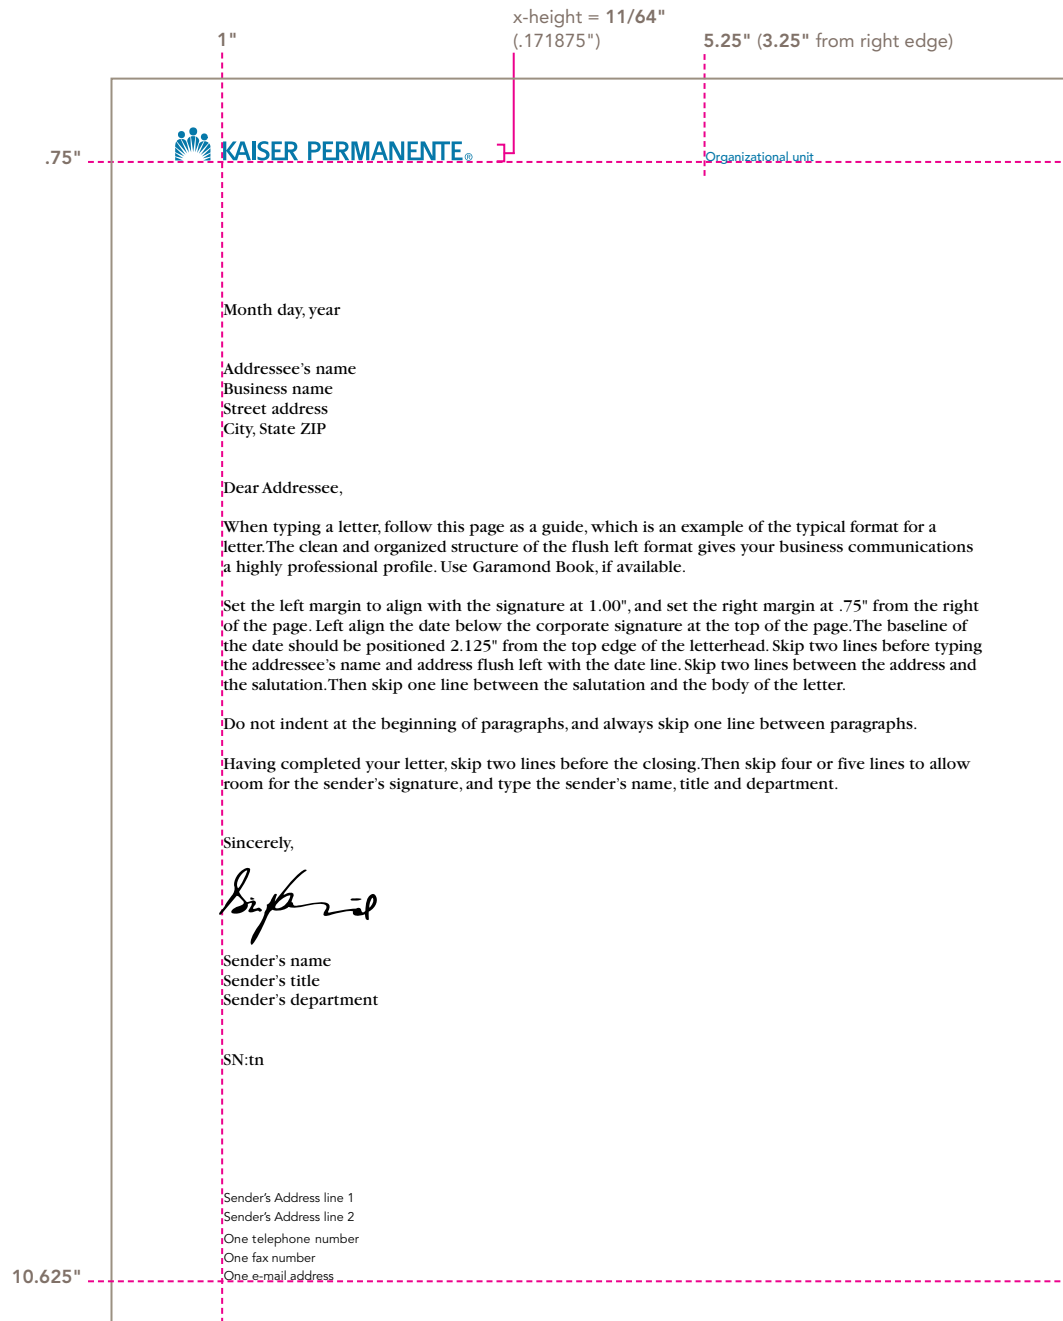 x-height = 11/64"
1" (.171875") 5.25" (3.25" from right edge)
.75" KAISER PERMANENTE® Organizational unit
Month day, year
Addressee's name
Business name
Street address
City, State ZIP
Dear Addressee,
When typing a letter, follow this page as a guide, which is an example of the typical format for a
letter. The clean and organized structure of the flush left format gives your business communications
a highly professional profile. Use Garamond Book, if available.
Set the left margin to align with the signature at 1.00", and set the right margin at .75" from the right
of the page. Left align the date below the corporate signature at the top of the page. The baseline of
the date should be positioned 2.125" from the top edge of the letterhead. Skip two lines before typing
the addressee's name and address flush left with the date line. Skip two lines between the address and
the salutation. Then skip one line between the salutation and the body of the letter.
Do not indent at the beginning of paragraphs, and always skip one line between paragraphs.
Having completed your letter, skip two lines before the closing. Then skip four or five lines to allow
room for the sender's signature, and type the sender's name, title and department.
Sincerely,
Sender's name
Sender's title
Sender's department
SN:tn
Sender's Address line 1
Sender's Address line 2
One telephone number
One fax number
10.625" One e-mail address